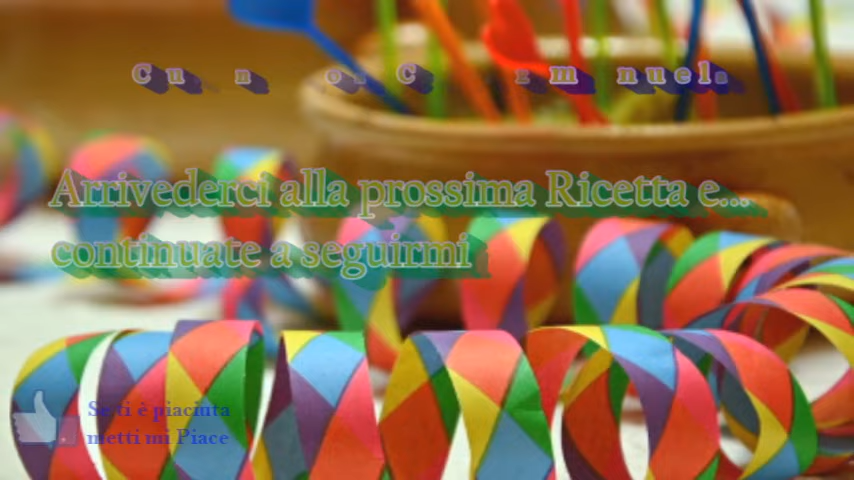 Arrivederci alla prossima Ricetta e...
continuate a seguirmi
Se ti è piaciuta
metti mi Piace